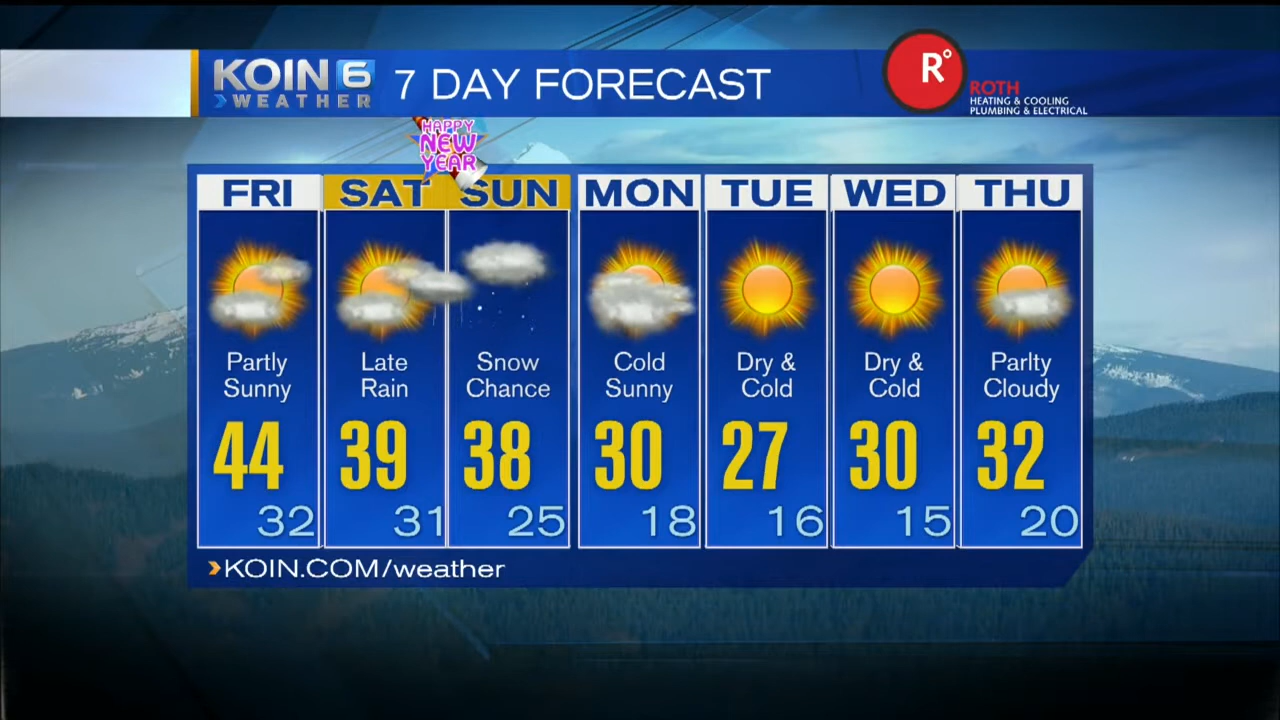 KOIN 6
WEATHER
7 DAY FORECAST
R°
ROTH
HEATING & COOLING
PLUMBING & ELECTRICAL
HAPPY
NEW
YEAR
FRI SAT SUN MON TUE WED THU
Partly Late Snow Cold Dry & Dry & Parlty
Sunny Rain Chance Sunny Cold Cold Cloudy
44 39 38 30 27 30 32
32 31 25 18 16 15 20
KOIN.COM/weather